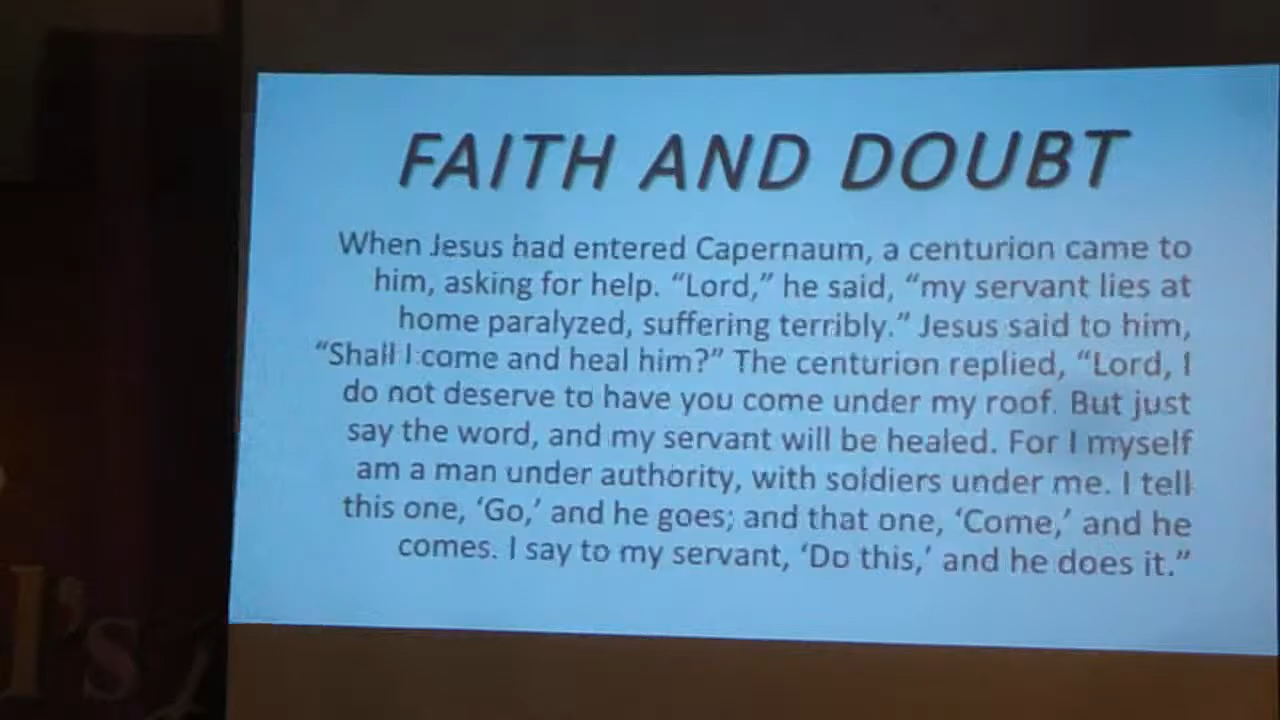 FAITH AND DOUBT
When Jesus had entered Capernaum, a centurion came to
him, asking for help. “Lord,” he said, “my servant lies at
home paralyzed, suffering terribly.” Jesus said to him,
“Shall I come and heal him?” The centurion replied, “Lord, I
do not deserve to have you come under my roof. But just
say the word, and my servant will be healed. For I myself
am a man under authority, with soldiers under me. I tell
this one, ‘Go,’ and he goes; and that one, ‘Come,’ and he
comes. I say to my servant, ‘Do this,’ and he does it.”